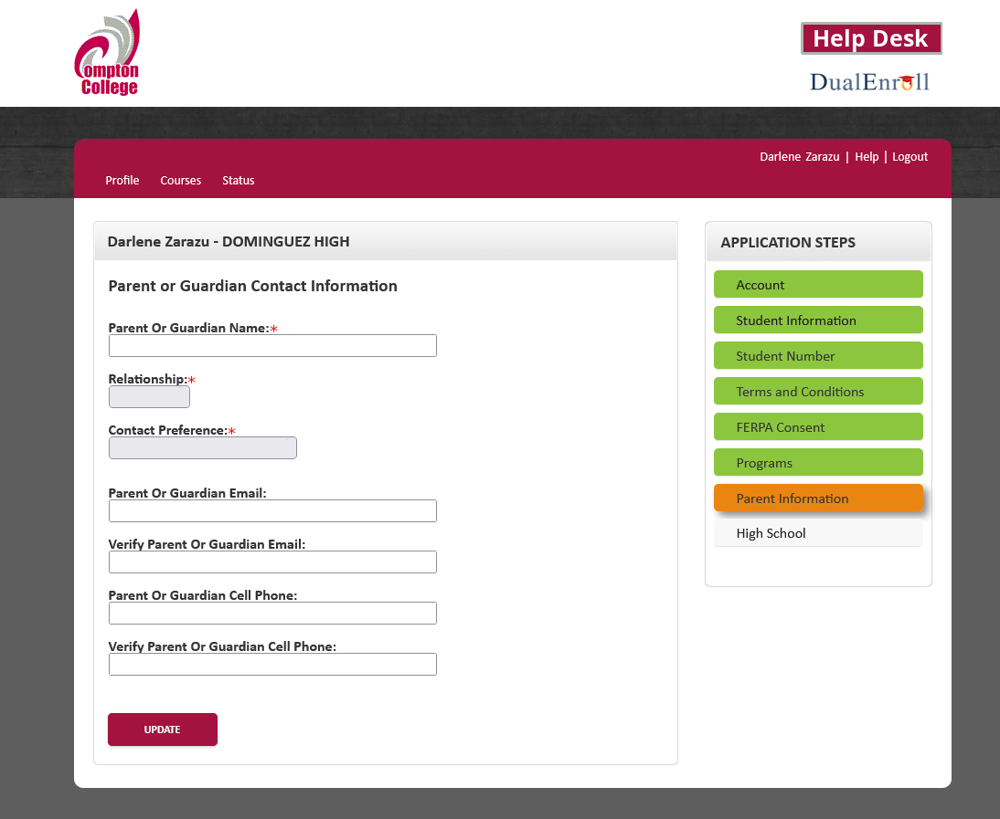 Compton
College
Help Desk
DualEnroll
Darlene Zarazu | Help | Logout
Profile Courses Status
Darlene Zarazu - DOMINGUEZ HIGH
Parent or Guardian Contact Information
Parent Or Guardian Name:*
Relationship:*
Contact Preference:*
Parent Or Guardian Email:
Verify Parent Or Guardian Email:
Parent Or Guardian Cell Phone:
Verify Parent Or Guardian Cell Phone:
UPDATE
APPLICATION STEPS
Account
Student Information
Student Number
Terms and Conditions
FERPA Consent
Programs
Parent Information
High School